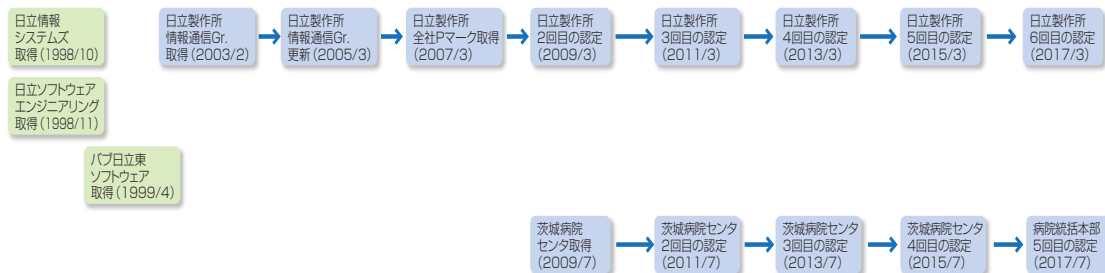 日立情報
システムズ
取得(1998/10)
日立製作所
情報通信Gr.
取得(2003/2)
日立製作所
情報通信Gr.
更新(2005/3)
日立製作所
全社Pマーク取得
(2007/3)
日立製作所
2回目の認定
(2009/3)
日立製作所
3回目の認定
(2011/3)
日立製作所
4回目の認定
(2013/3)
日立製作所
5回目の認定
(2015/3)
日立製作所
6回目の認定
(2017/3)
日立ソフトウェア
エンジニアリング
取得(1998/11)
バブ日立東
ソフトウェア
取得(1999/4)
茨城病院
センタ取得
(2009/7)
茨城病院センタ
2回目の認定
(2011/7)
茨城病院センタ
3回目の認定
(2013/7)
茨城病院センタ
4回目の認定
(2015/7)
病院統括本部
5回目の認定
(2017/7)